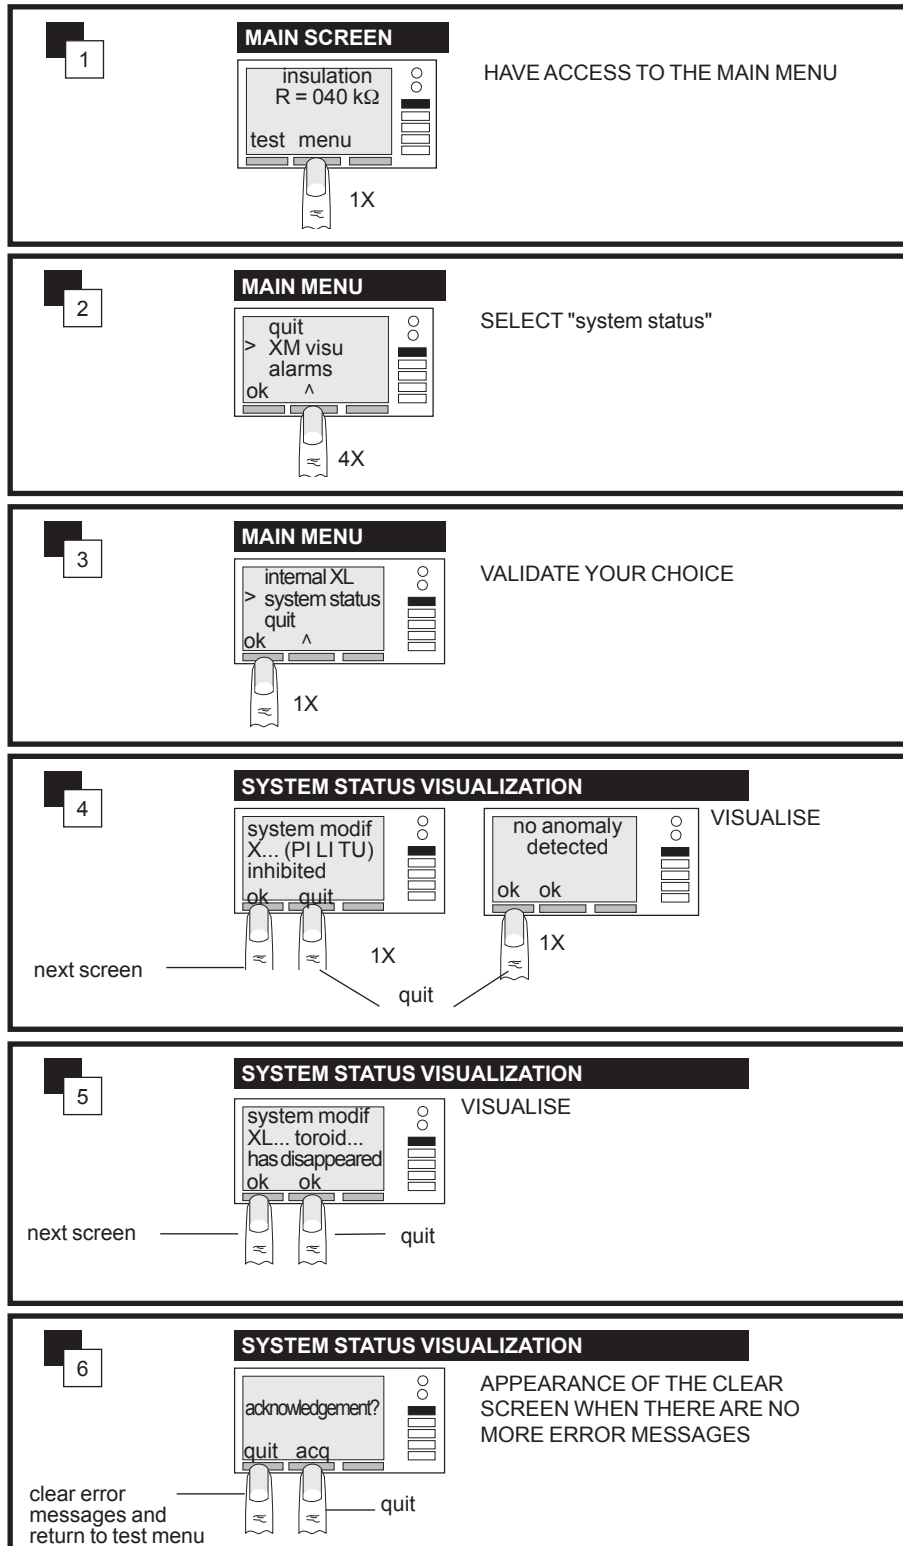 1
MAIN SCREEN
insulation
R = 040 kΩ
test menu
1X
HAVE ACCESS TO THE MAIN MENU
2
MAIN MENU
quit
> XM visu
alarms
ok ^
4X
SELECT "system status"
3
MAIN MENU
internal XL
> system status
quit
ok ^
1X
VALIDATE YOUR CHOICE
4
SYSTEM STATUS VISUALIZATION
system modif
X... (PI LI TU)
inhibited
ok quit
1X
next screen
quit
no anomaly
detected
ok ok
1X
VISUALISE
5
SYSTEM STATUS VISUALIZATION
system modif
XL... toroid...
has disappeared
ok ok
next screen
quit
VISUALISE
6
SYSTEM STATUS VISUALIZATION
acknowledgement?
quit acq
clear error
messages and
return to test menu
quit
APPEARANCE OF THE CLEAR
SCREEN WHEN THERE ARE NO
MORE ERROR MESSAGES